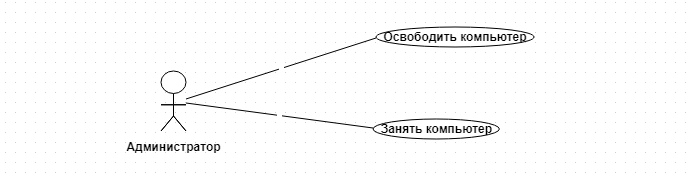 Освободить компьютер
Занять компьютер
Администратор